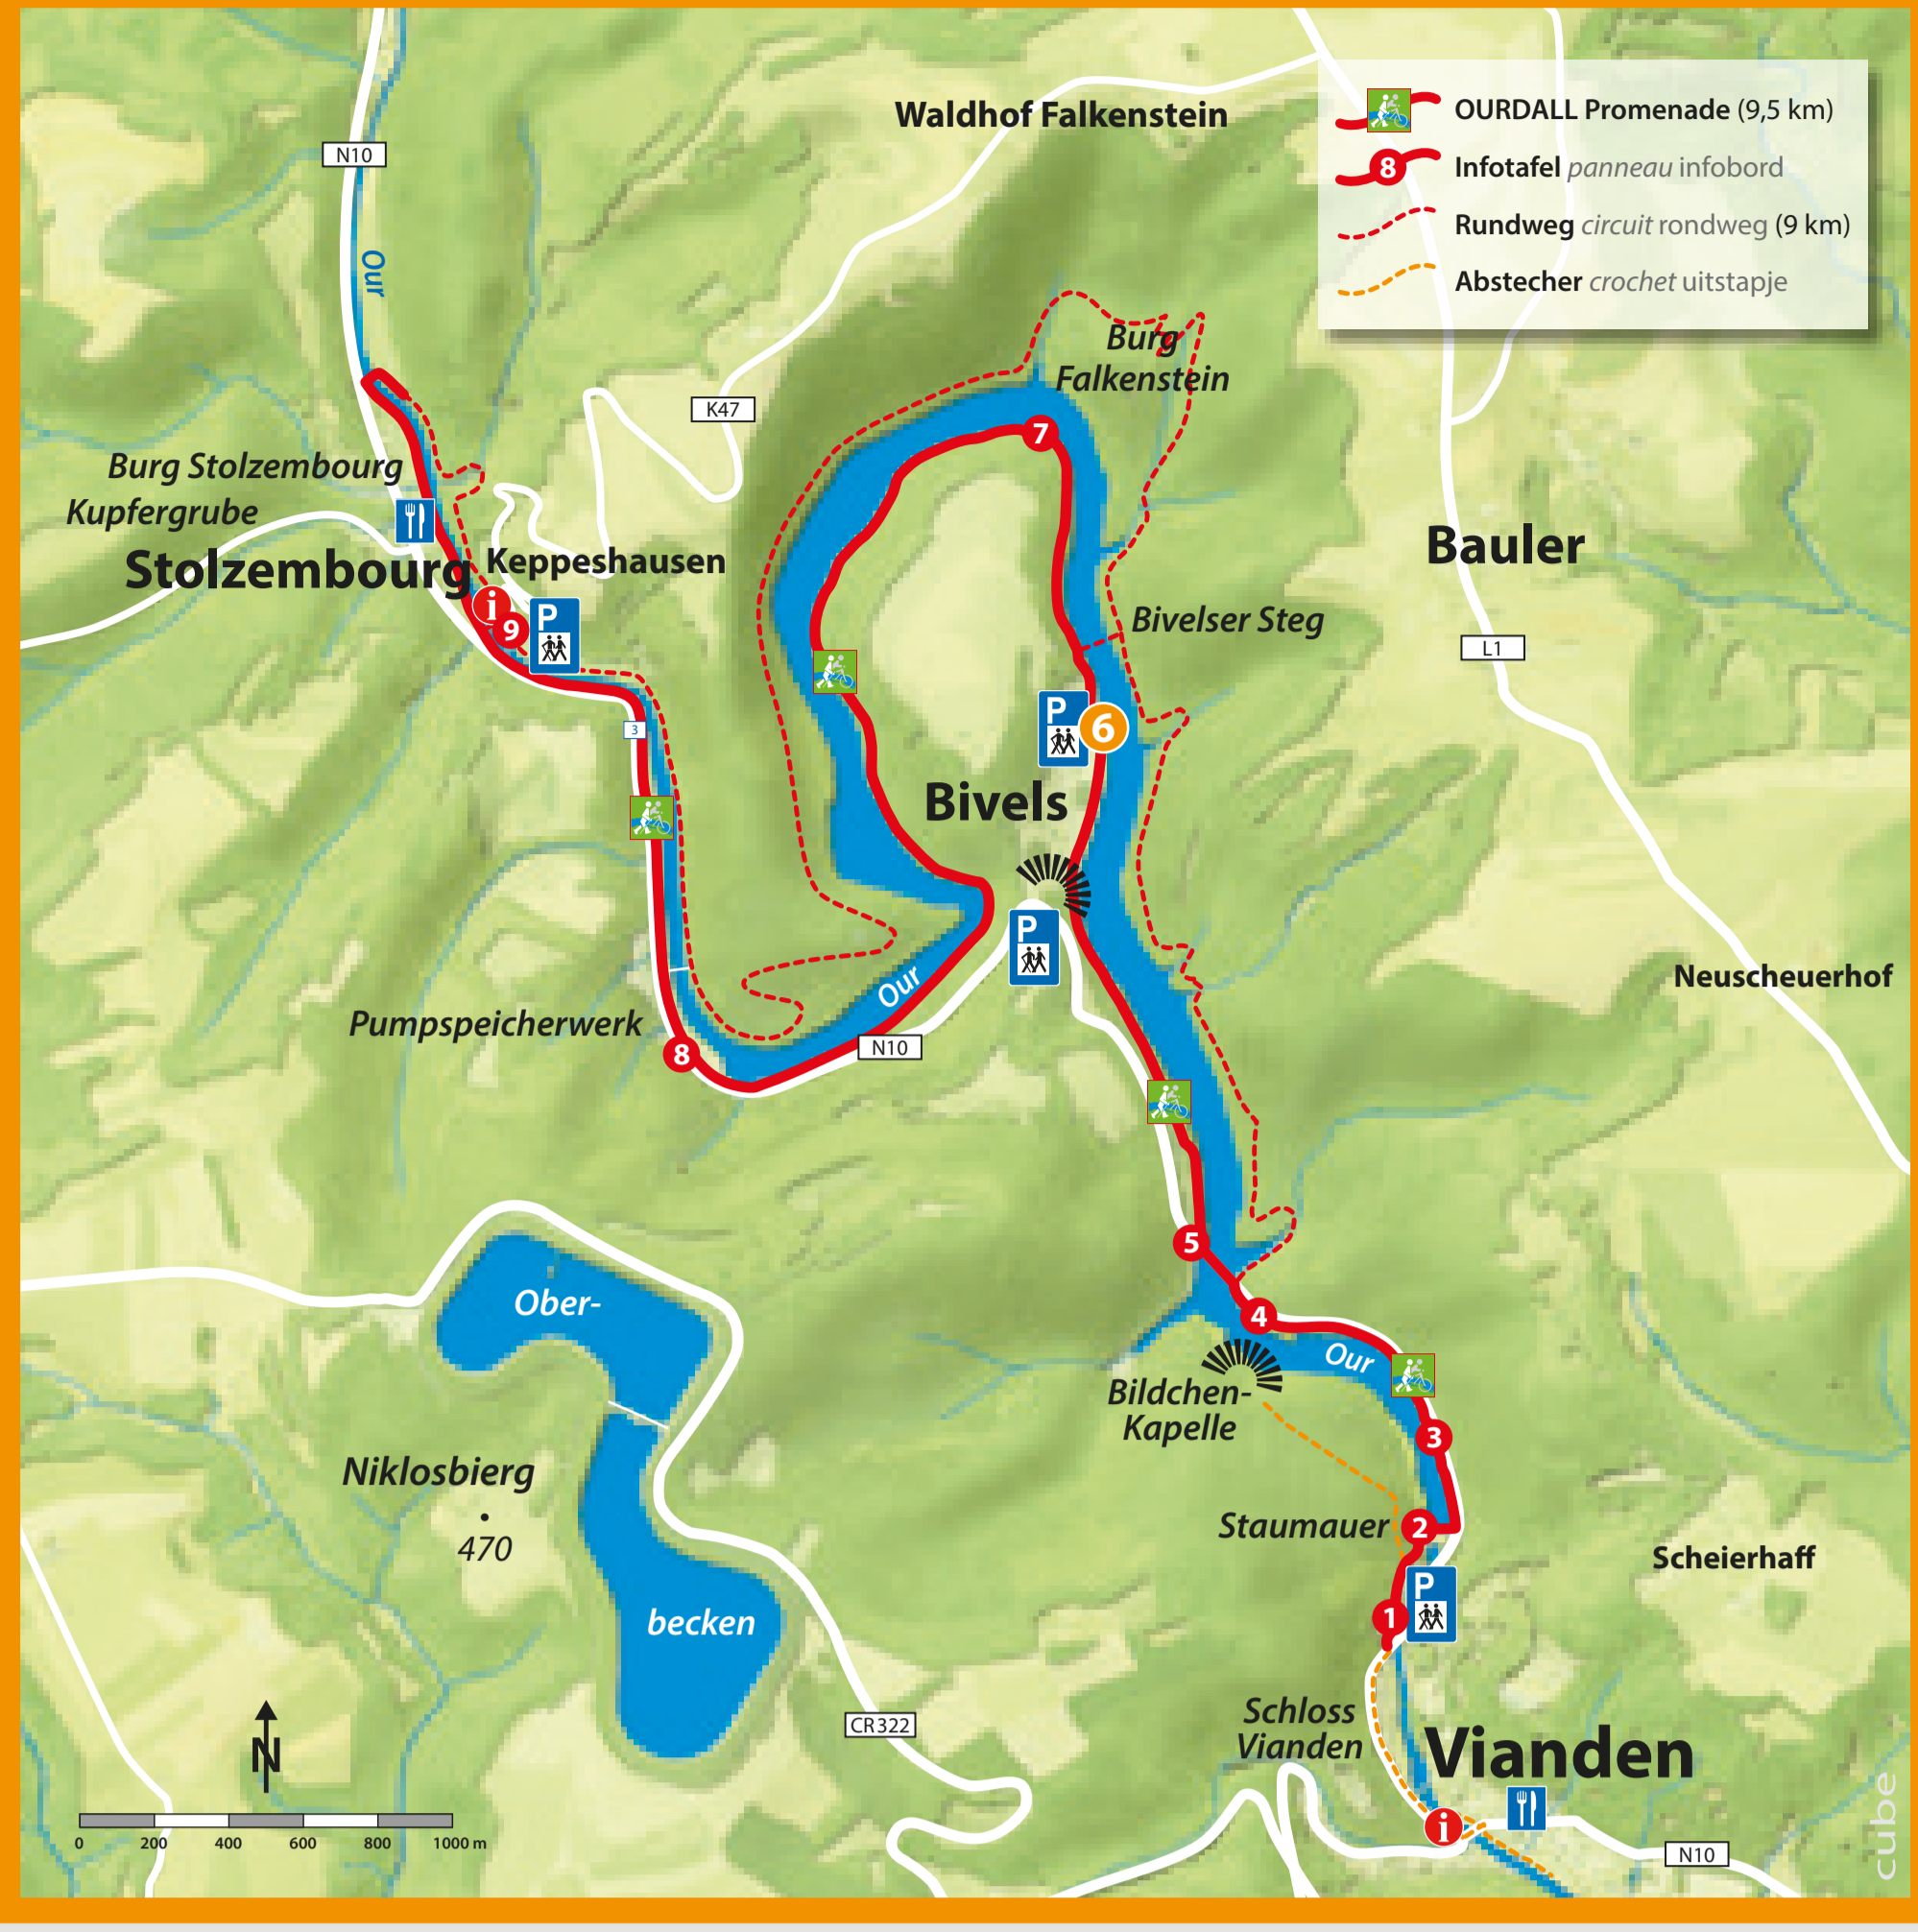 Waldhof Falkenstein
OURDALL Promenade (9,5 km)
8 Infotafel panneau infobord
Rundweg circuit rondweg (9 km)
Abstecher crochet uitstapje
N10
Our
Burg
Falkenstein
K47
7
Burg Stolzembourg
Kupfergrube
Stolzembourg
Keppeshausen
Bauler
i
9
P
Bivelser Steg
L1
3
P
6
Bivels
P
Neuscheuerhof
Our
Pumpspeicherwerk
8
N10
5
Ober-
4
Our
Bildchen-
Kapelle
3
Niklosbierg
470
Staumauer
2
Scheierhaff
P
1
becken
Schloss
Vianden
CR322
N
Vianden
i
N10
0 200 400 600 800 1000 m
cube